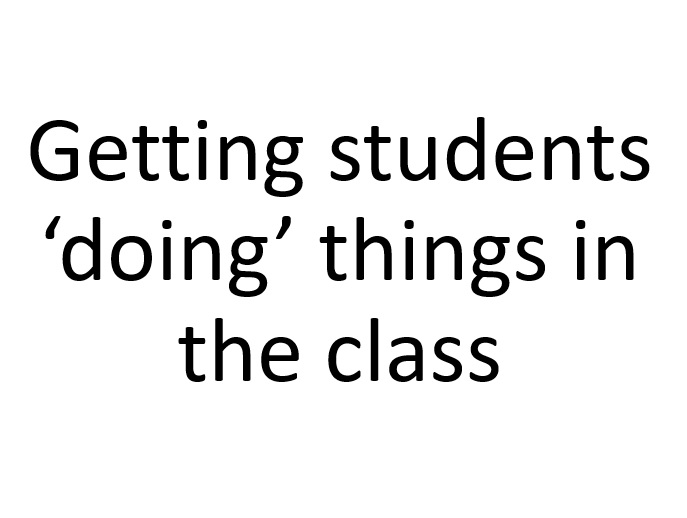 Getting students
‘doing’ things in
the class